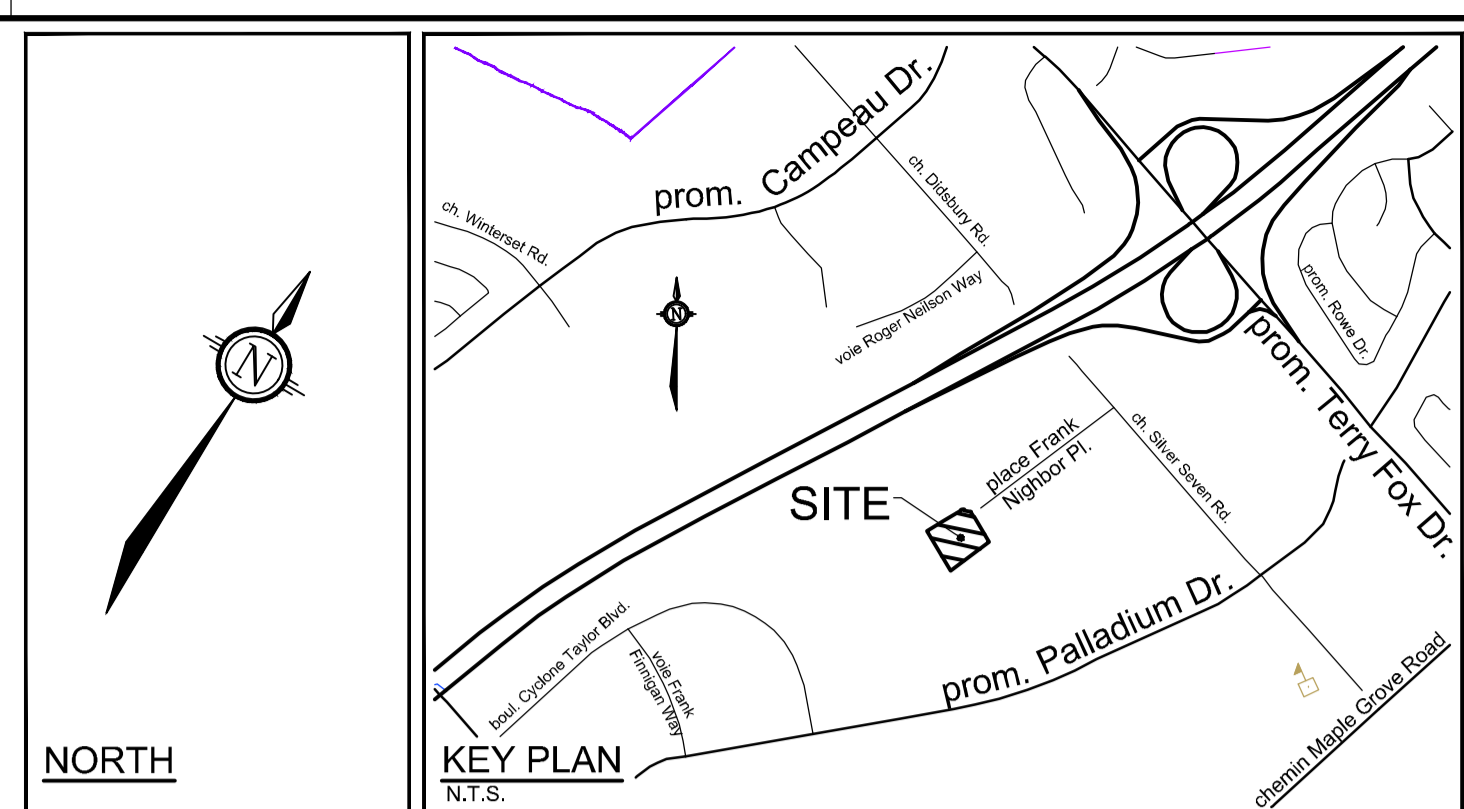 prom. Campeau Dr.
ch. Didsbury Rd.
ch. Winterset Rd.
voie Roger Neilson Way
prom. Rowe Dr.
N
N
prom. Terry Fox Dr.
place Frank
Nighbor Pl.
ch. Silver Seven Rd.
SITE
prom. Palladium Dr.
boul. Cyclone Taylor Blvd.
voie Frank
Finnigan Way
chemin Maple Grove Road
NORTH
KEY PLAN
N.T.S.